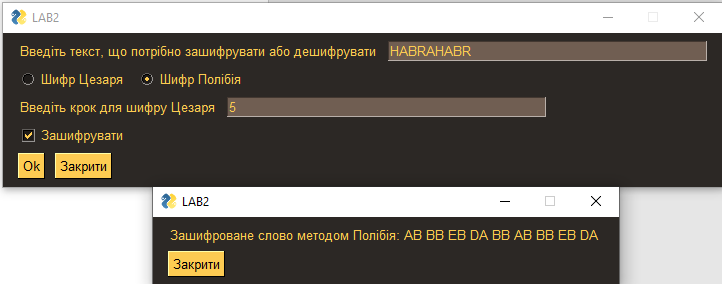 LAB2
Введіть текст, що потрібно зашифрувати або дешифрувати HABRAHABR
Шифр Цезаря Шифр Полібія
Введіть крок для шифру Цезаря 5
Зашифрувати
Ok Закрити
LAB2
Зашифроване слово методом Полібія: AB BB EB DA BB AB BB EB DA
Закрити